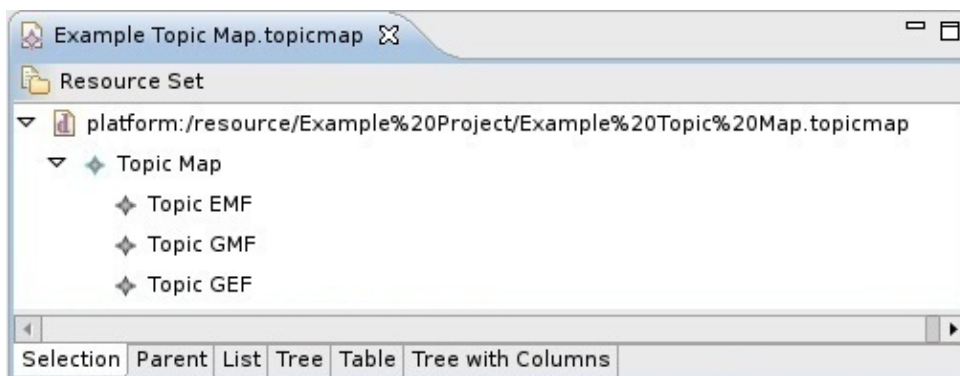 Example Topic Map.topicmap
Resource Set
platform:/resource/Example%20Project/Example%20Topic%20Map.topicmap
Topic Map
Topic EMF
Topic GMF
Topic GEF
Selection Parent List Tree Table Tree with Columns